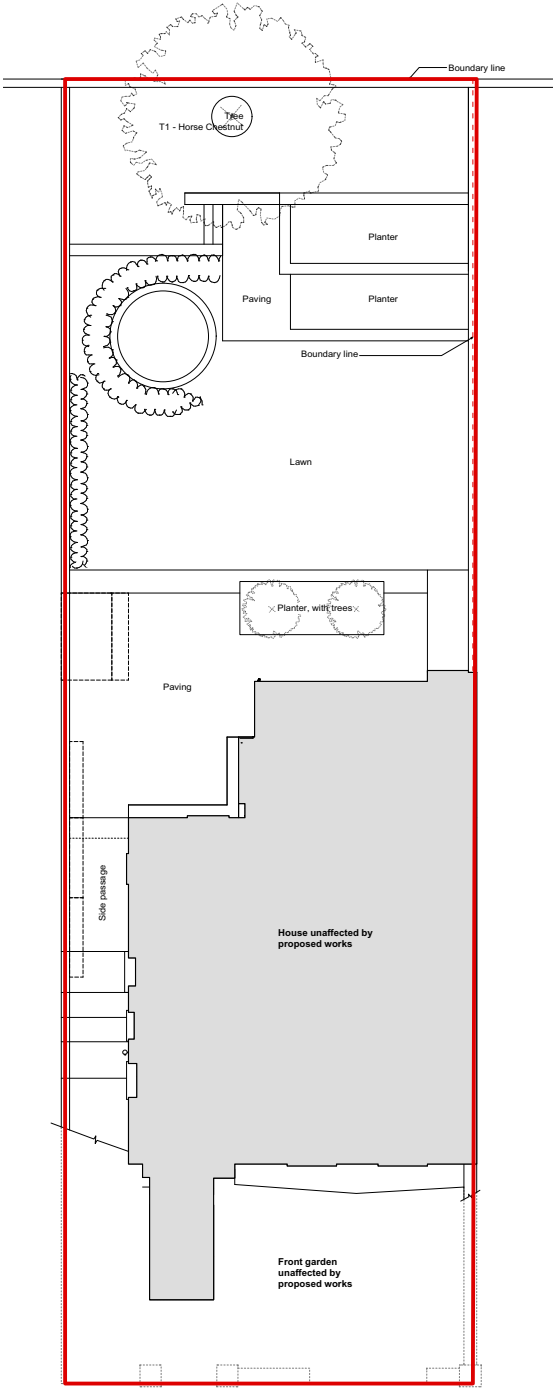 Boundary line
Tree
T1 - Horse Chestnut
Planter
Paving
Planter
Boundary line
Lawn
Planter, with trees
Paving
Side passage
House unaffected by
proposed works
Front garden
unaffected by
proposed works